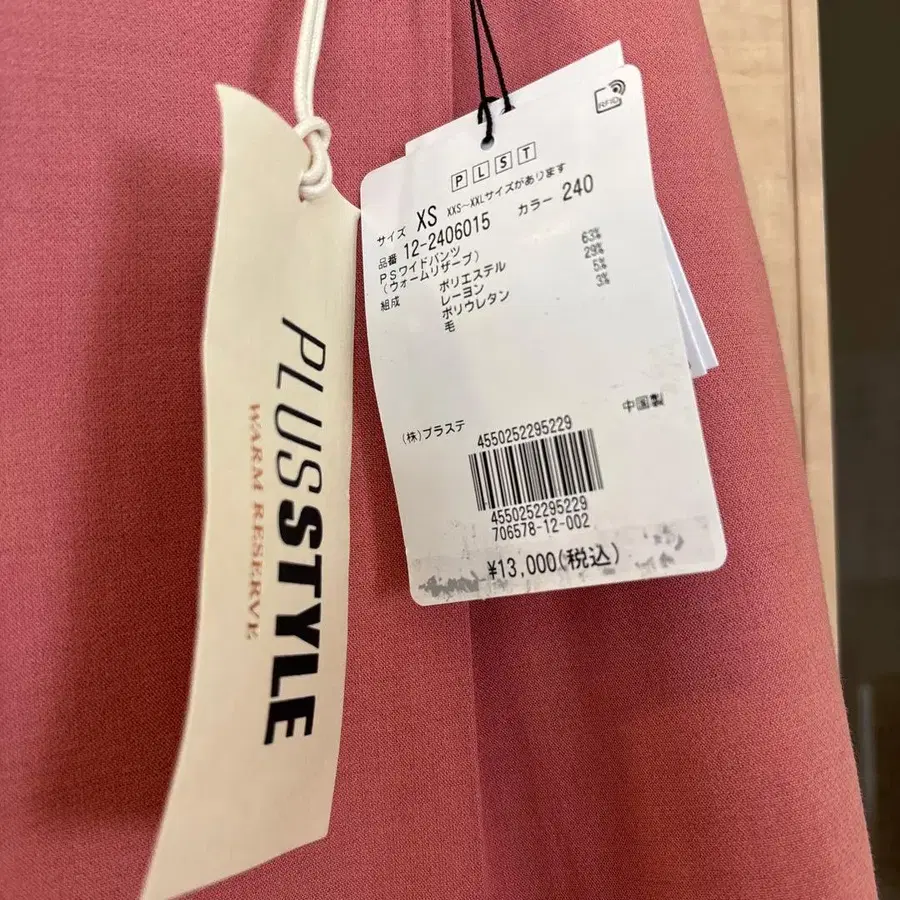 PLUSSTYLE
WARM RESERVE
RFID
PLST
サイズ XS XXS～XXLサイズがあります
品番 12-2406015 カラー 240
PSワイドパンツ
(ウォームリザーブ)
組成 ポリエステル 63%
レーヨン 29%
ポリウレタン 5%
毛 3%
(株)プラステ 中国製
4550252295229
4550252295229
706578-12-002
¥13,000(税込)